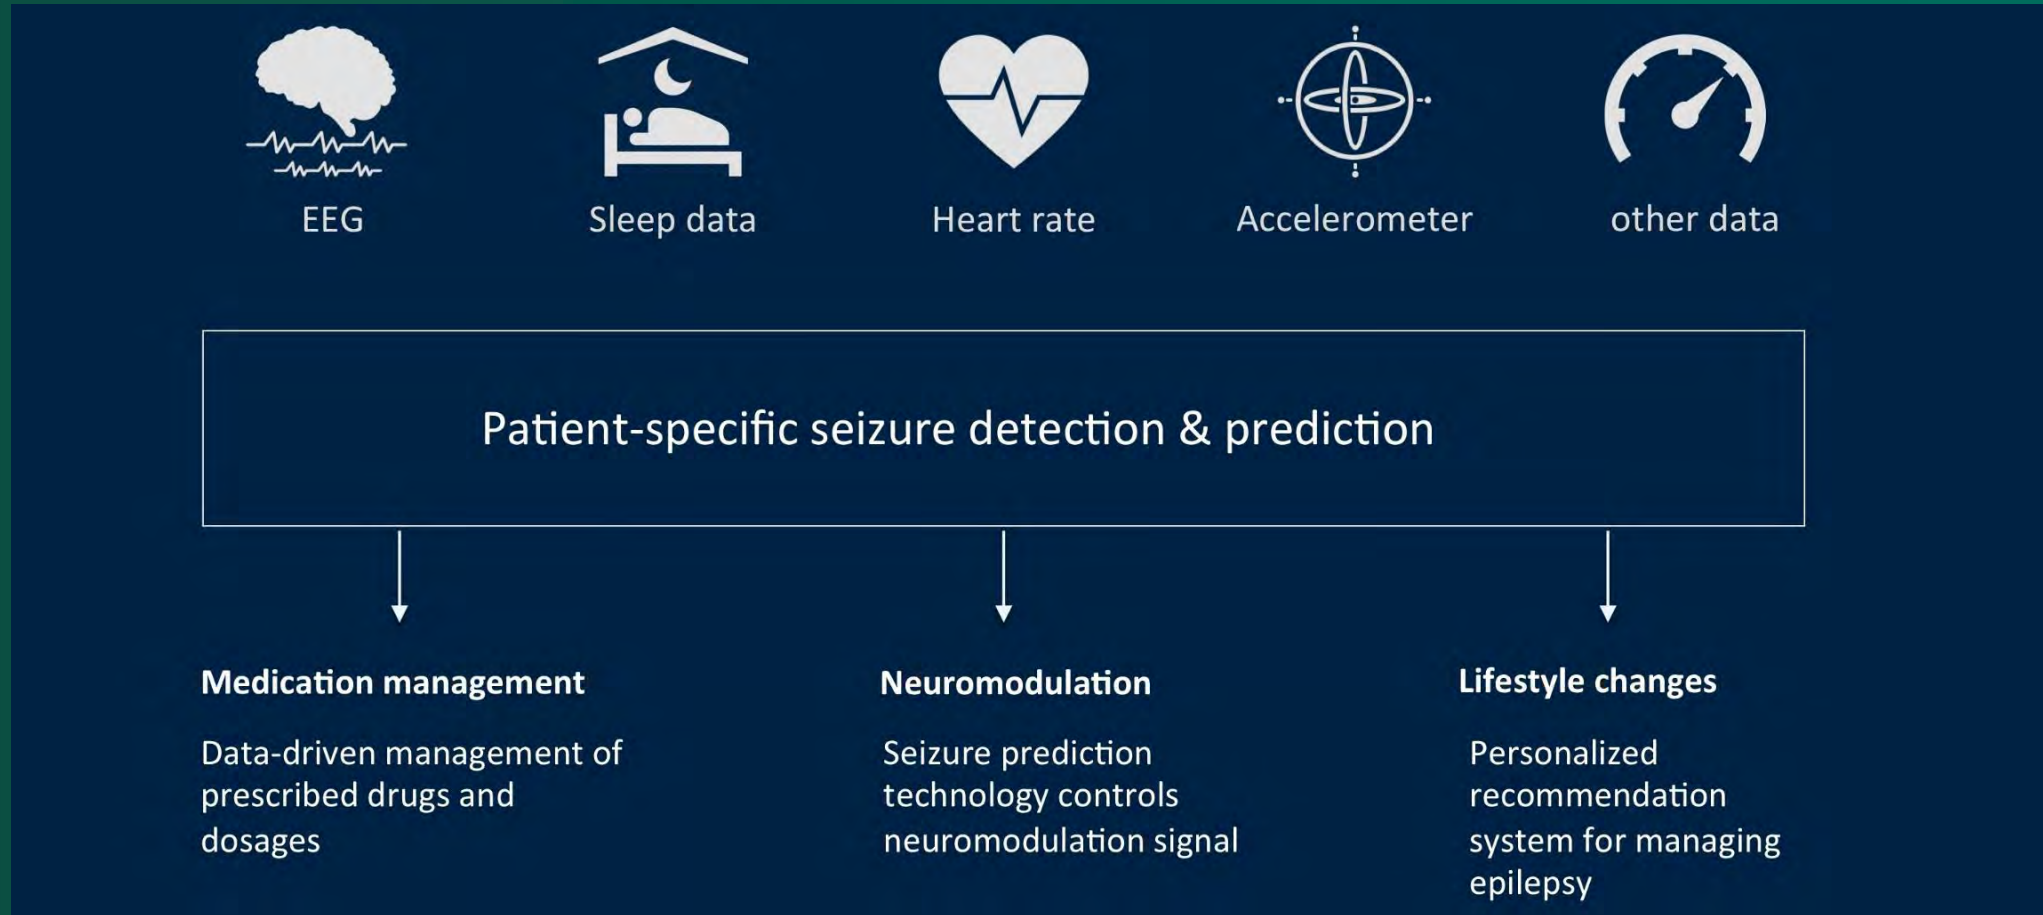 EEG
Sleep data
Heart rate
Accelerometer
other data
Patient-specific seizure detection & prediction
Medication management
Data-driven management of
prescribed drugs and
dosages
Neuromodulation
Seizure prediction
technology controls
neuromodulation signal
Lifestyle changes
Personalized
recommendation
system for managing
epilepsy